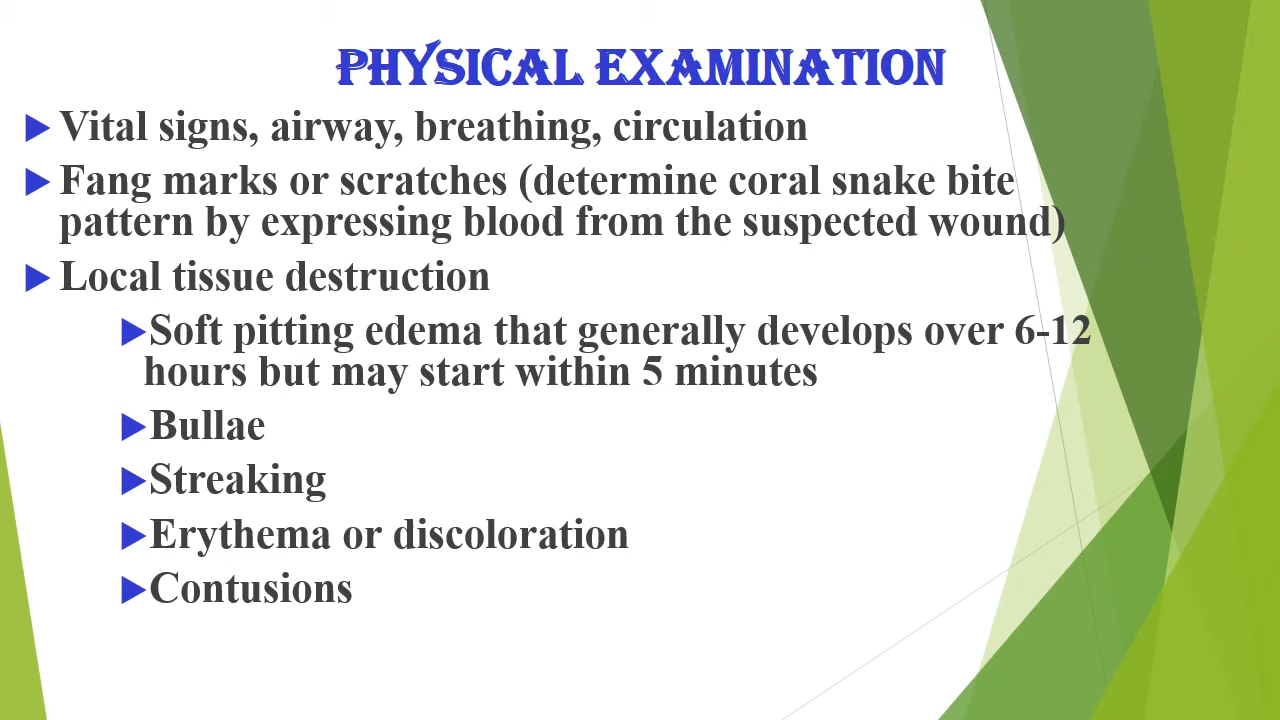 PHYSICAL EXAMINATION
Vital signs, airway, breathing, circulation
Fang marks or scratches (determine coral snake bite
pattern by expressing blood from the suspected wound)
Local tissue destruction
Soft pitting edema that generally develops over 6-12
hours but may start within 5 minutes
Bullae
Streaking
Erythema or discoloration
Contusions